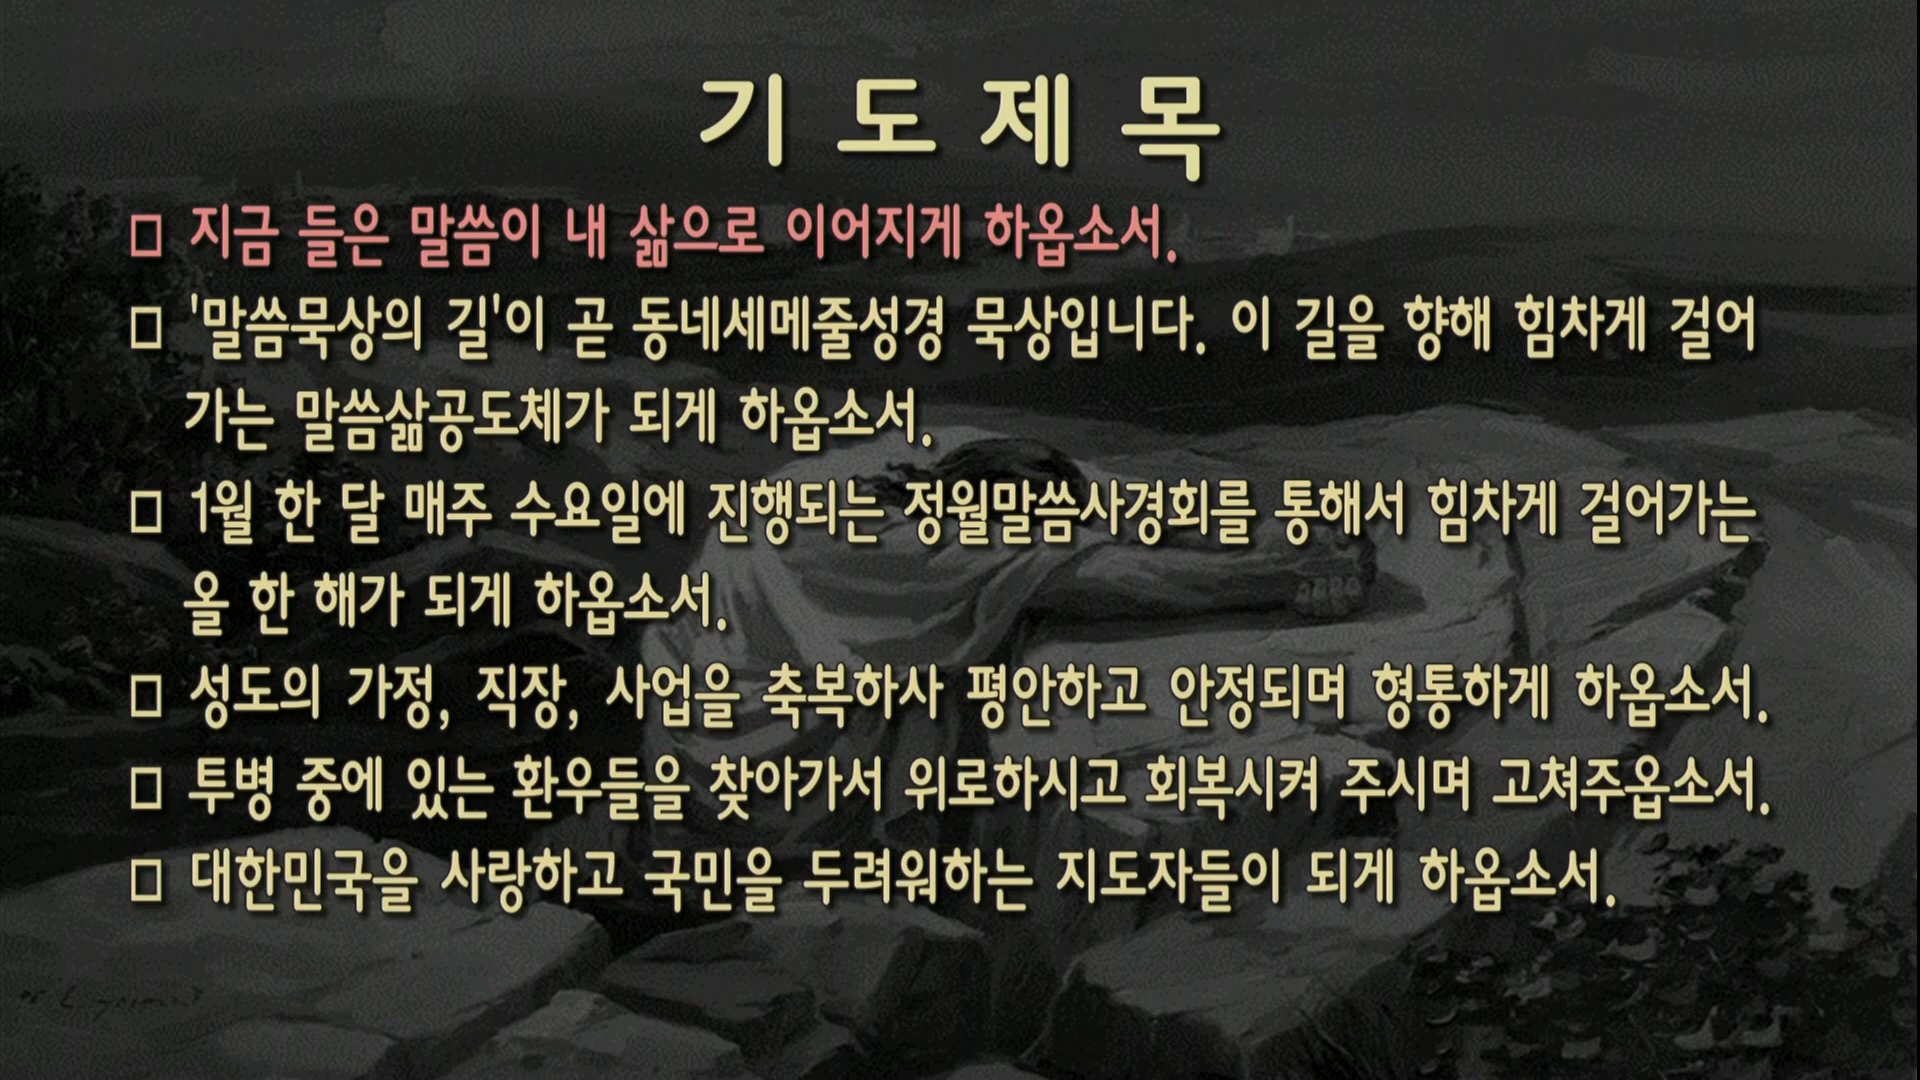 기 도 제 목
□ 지금 들은 말씀이 내 삶으로 이어지게 하옵소서.
□ '말씀묵상의 길'이 곧 동네세메줄성경 묵상입니다. 이 길을 향해 힘차게 걸어
가는 말씀삶공도체가 되게 하옵소서.
□ 1월 한 달 매주 수요일에 진행되는 정월말씀사경회를 통해서 힘차게 걸어가는
올 한 해가 되게 하옵소서.
□ 성도의 가정, 직장, 사업을 축복하사 평안하고 안정되며 형통하게 하옵소서.
□ 투병 중에 있는 환우들을 찾아가서 위로하시고 회복시켜 주시며 고쳐주옵소서.
□ 대한민국을 사랑하고 국민을 두려워하는 지도자들이 되게 하옵소서.